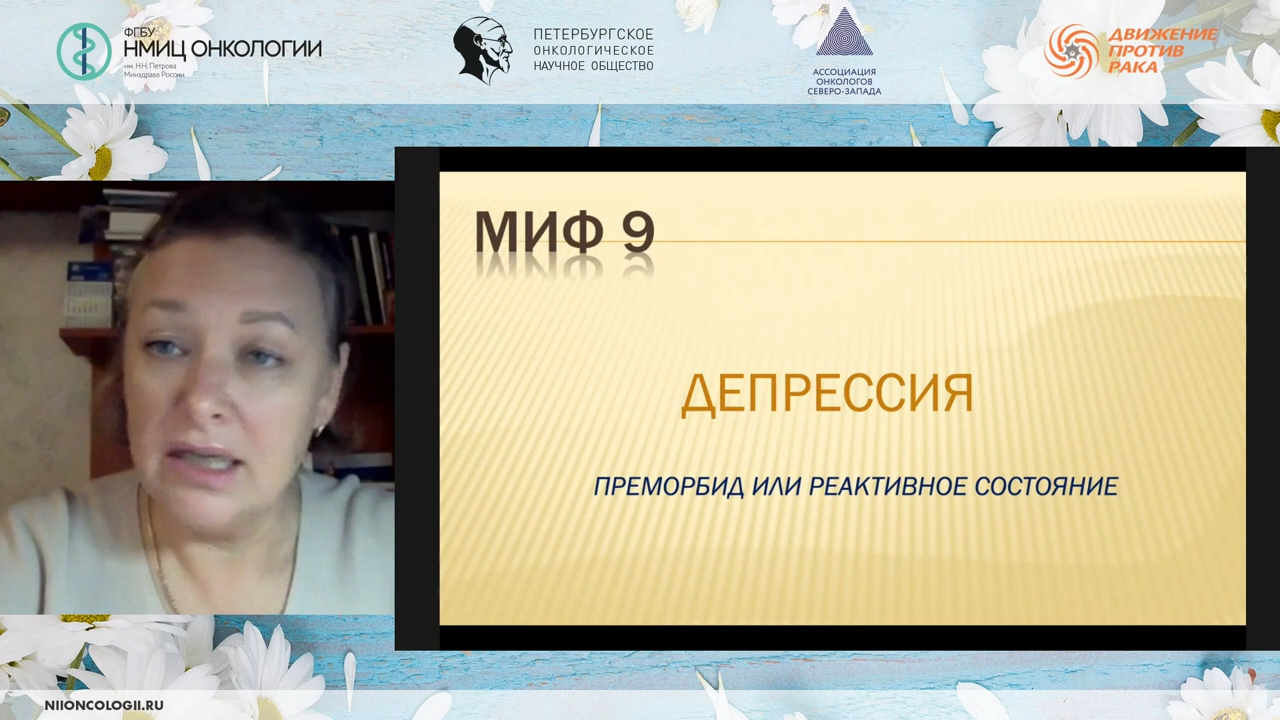 ФГБУ
НМИЦ ОНКОЛОГИИ
им. Н.Н. Петрова
Минздрава России
ПЕТЕРБУРГСКОЕ
ОНКОЛОГИЧЕСКОЕ
НАУЧНОЕ ОБЩЕСТВО
АССОЦИАЦИЯ
ОНКОЛОГОВ
СЕВЕРО-ЗАПАДА
ДВИЖЕНИЕ
ПРОТИВ
РАКА
МИФ 9
ДЕПРЕССИЯ
ПРЕМОРБИД ИЛИ РЕАКТИВНОЕ СОСТОЯНИЕ
NIIONCOLOGII.RU